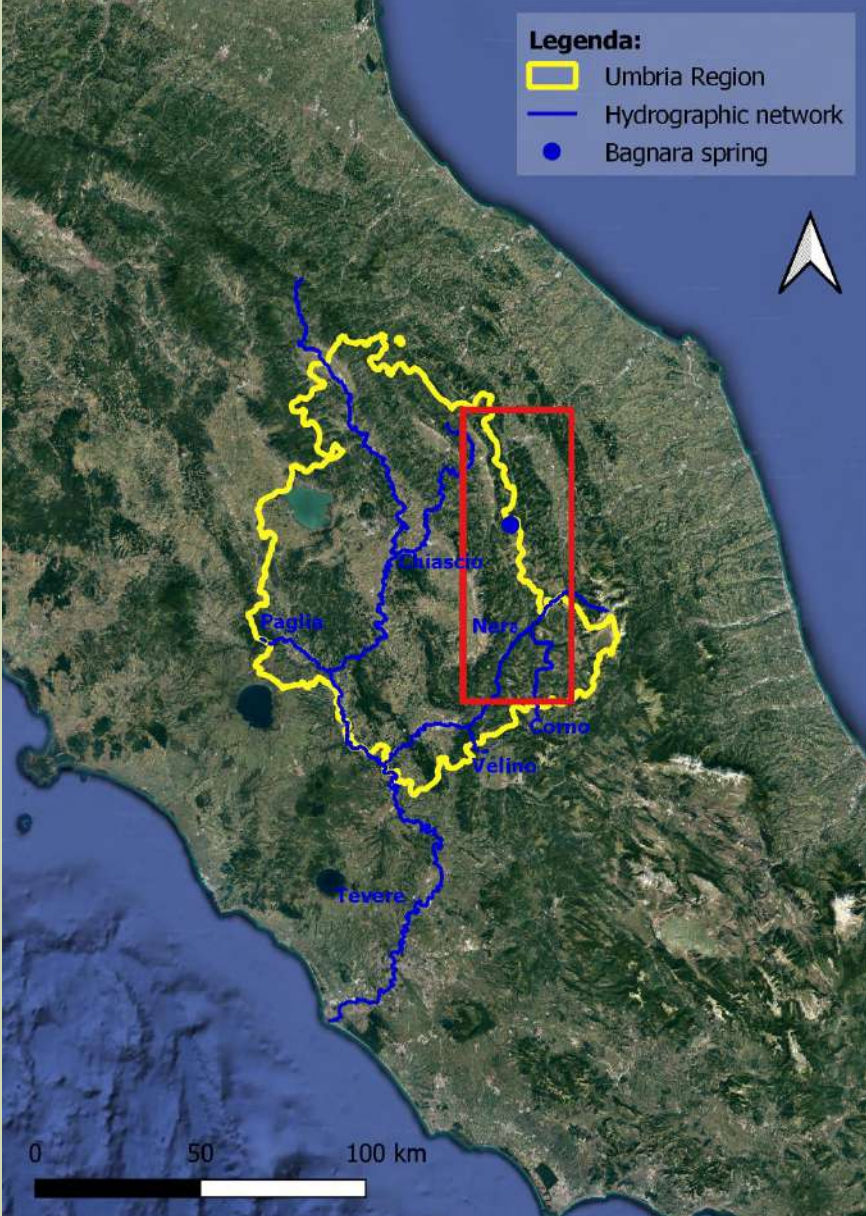 Legenda:
Umbria Region
Hydrographic network
Bagnara spring
Chiascio
Paglia
Nera
Corno
Velino
Tevere
0 50 100 km